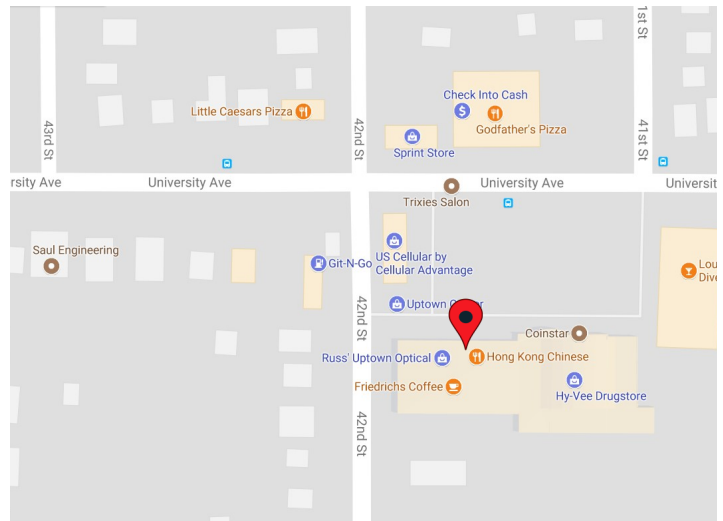 1st St
Check Into Cash
Little Caesars Pizza
Godfather's Pizza
43rd St
42nd St
41st St
Sprint Store
rsity Ave
University Ave
University Ave
Universit
Trixies Salon
Saul Engineering
Git-N-Go
US Cellular by
Cellular Advantage
Lou
Dive
42nd St
Uptown
Coinstar
Russ' Uptown Optical
Hong Kong Chinese
Friedrichs Coffee
Hy-Vee Drugstore
42nd St